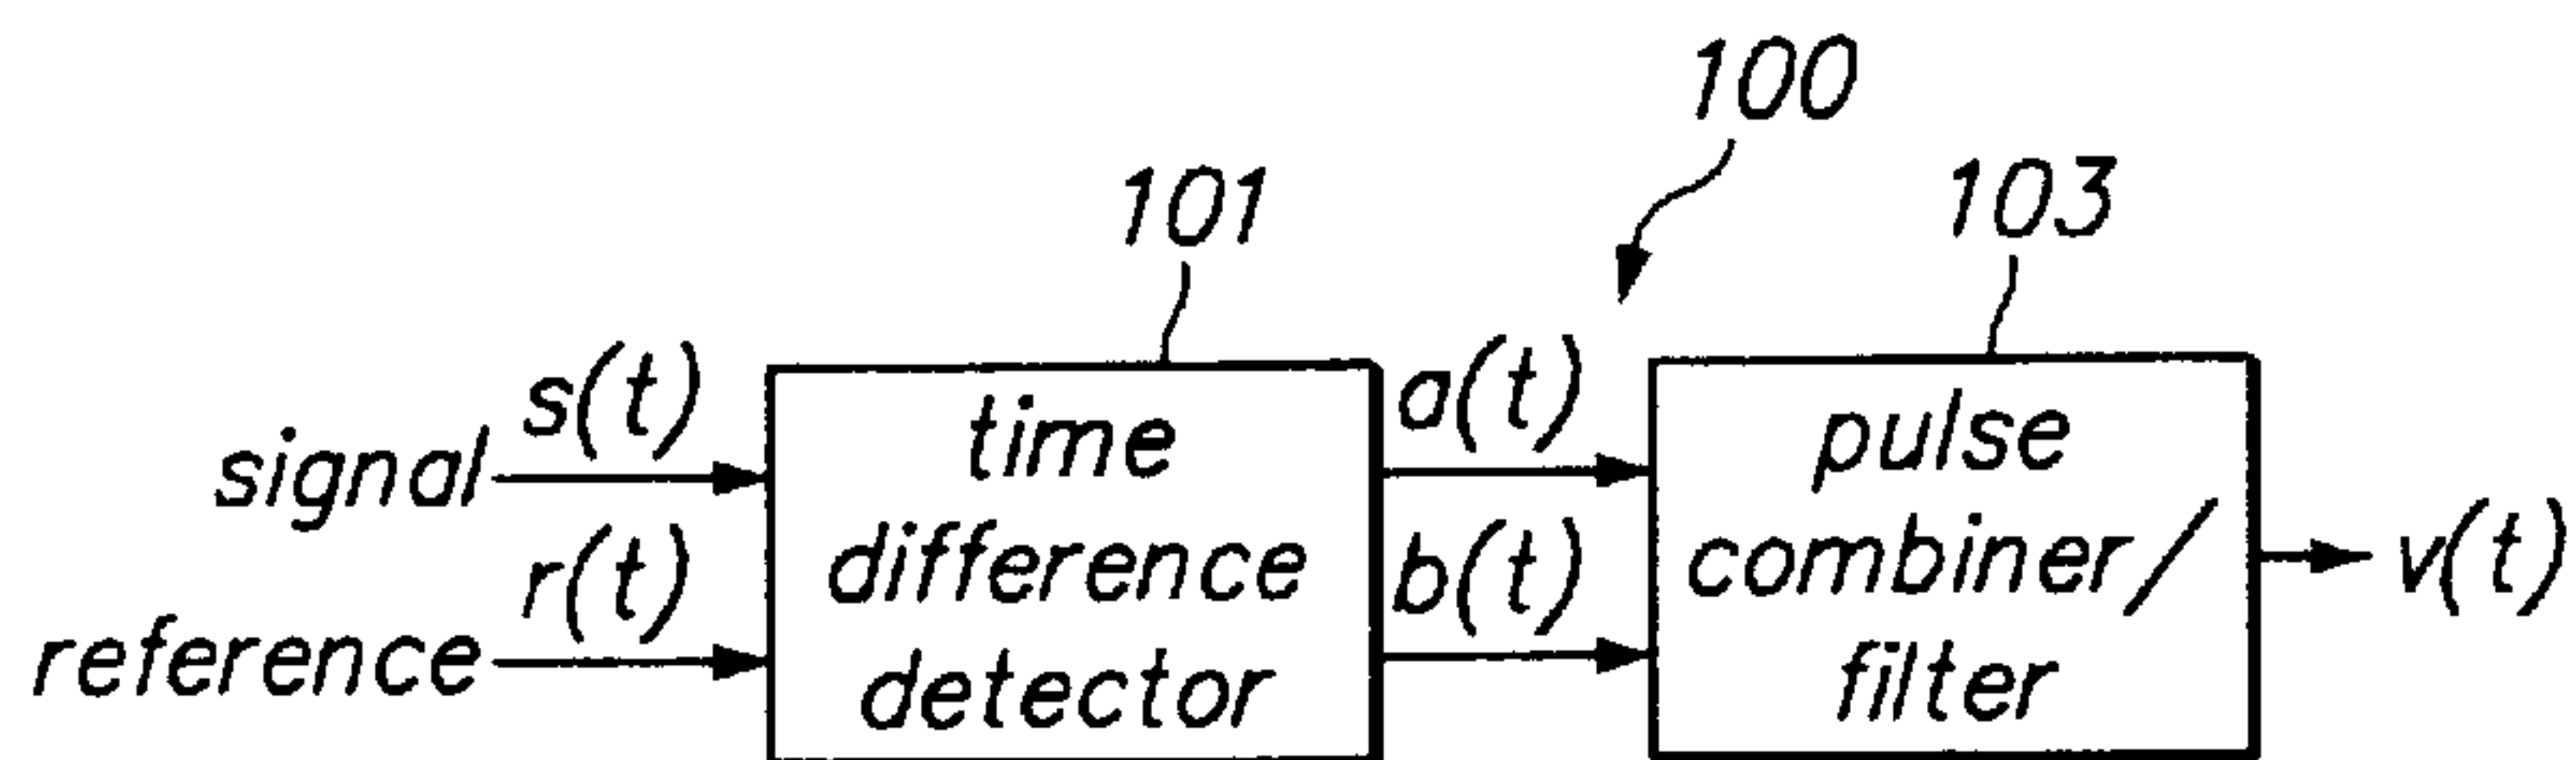 100
101
103
signal
s(t)
reference
r(t)
time
difference
detector
a(t)
b(t)
pulse
combiner/
filter
v(t)